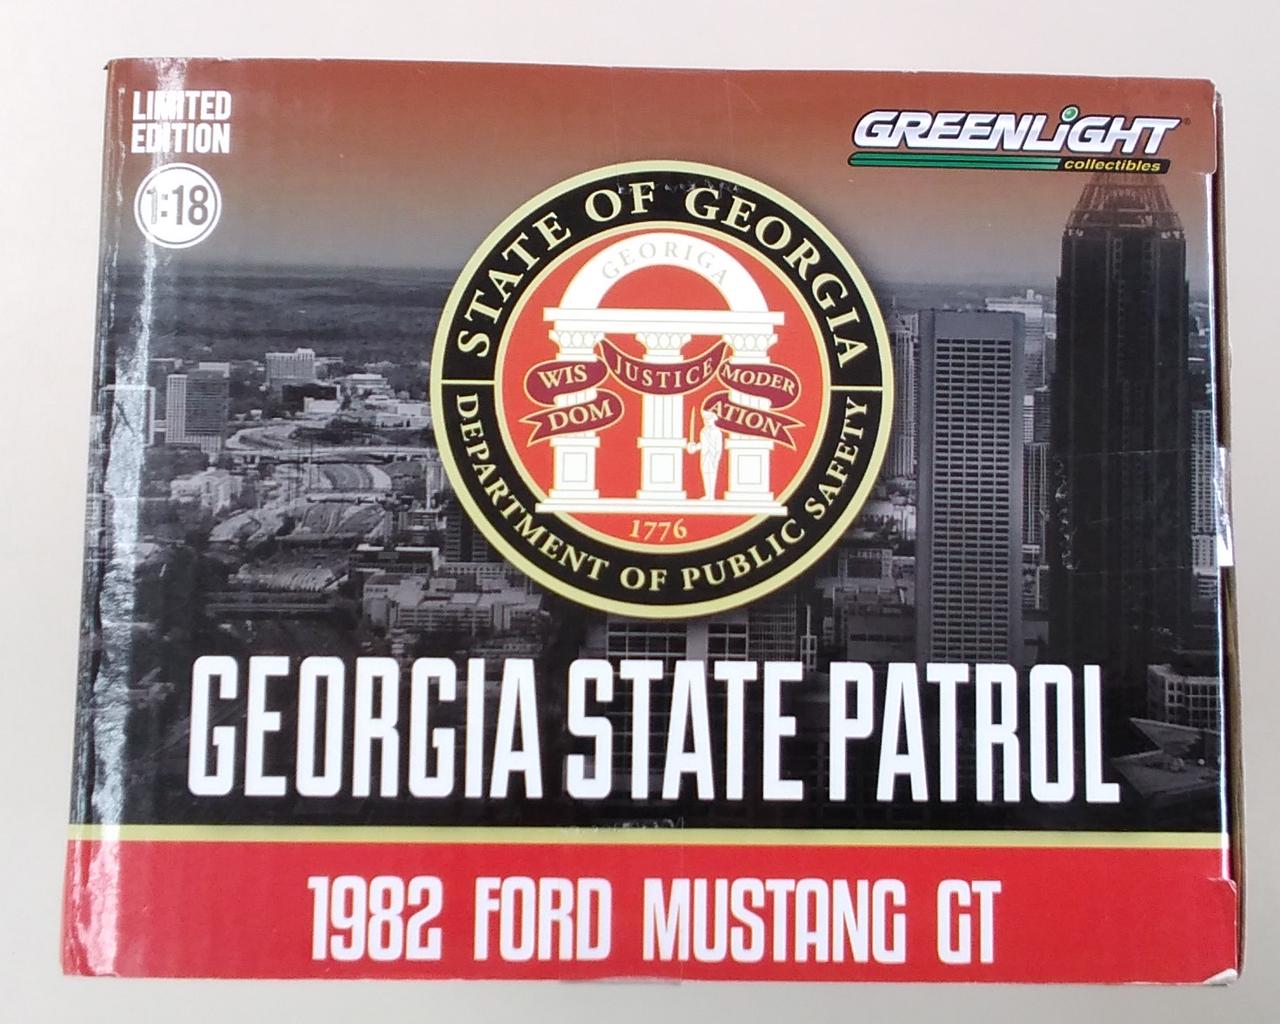 LIMITED
EDITION
1:18
GREENLiGHT®
collectibles
STATE OF GEORGIA
GEORIGA
WIS
DOM
JUSTICE
MODER
ATION
1776
DEPARTMENT OF PUBLIC SAFETY
GEORGIA STATE PATROL
1982 FORD MUSTANG GT